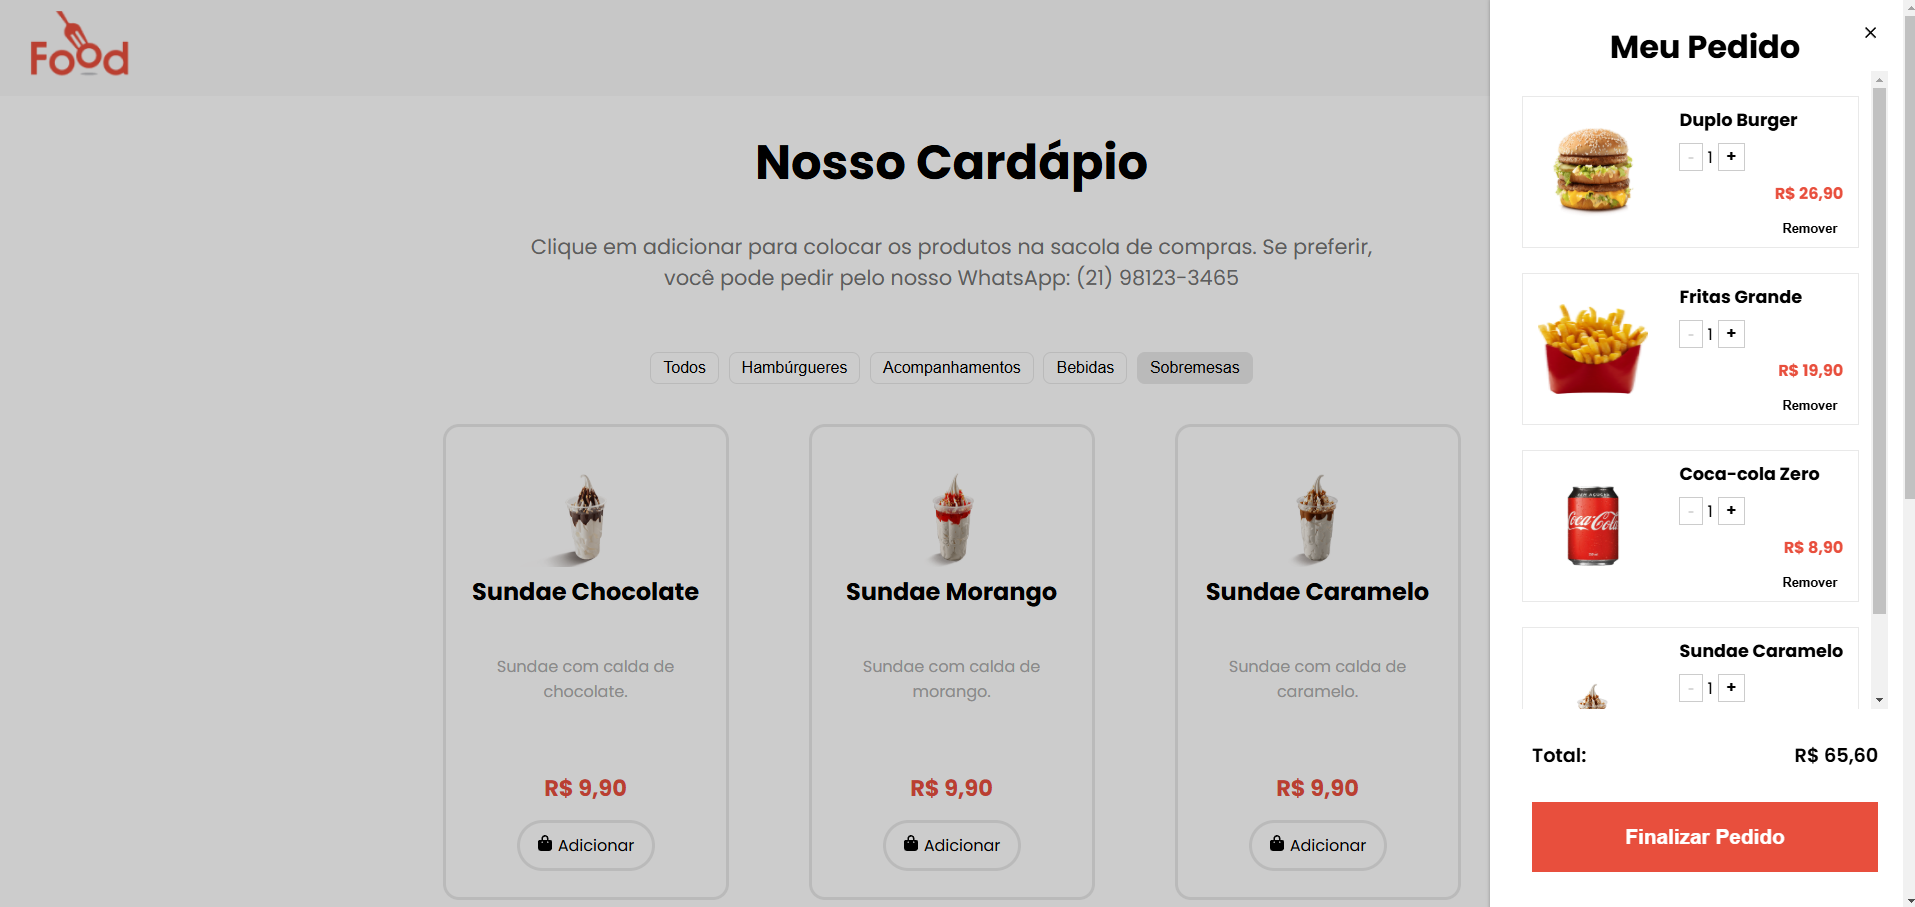 Food
Nosso Cardápio
Clique em adicionar para colocar os produtos na sacola de compras. Se preferir,
você pode pedir pelo nosso WhatsApp: (21) 98123-3465
Todos Hambúrgueres Acompanhamentos Bebidas Sobremesas
Sundae Chocolate
Sundae com calda de
chocolate.
R$ 9,90
Adicionar
Sundae Morango
Sundae com calda de
morango.
R$ 9,90
Adicionar
Sundae Caramelo
Sundae com calda de
caramelo.
R$ 9,90
Adicionar
Meu Pedido
Duplo Burger
- 1 +
R$ 26,90
Remover
Fritas Grande
- 1 +
R$ 19,90
Remover
Coca-Cola
Coca-cola Zero
- 1 +
R$ 8,90
Remover
Sundae Caramelo
- 1 +
Total: R$ 65,60
Finalizar Pedido